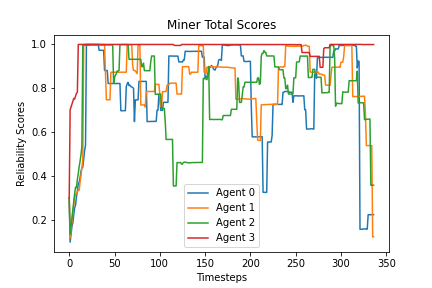 Miner Total Scores
1.0
0.8
0.6
0.4
0.2
Reliability Scores
Agent 0
Agent 1
Agent 2
Agent 3
0
50
100
150
200
250
300
350
Timesteps